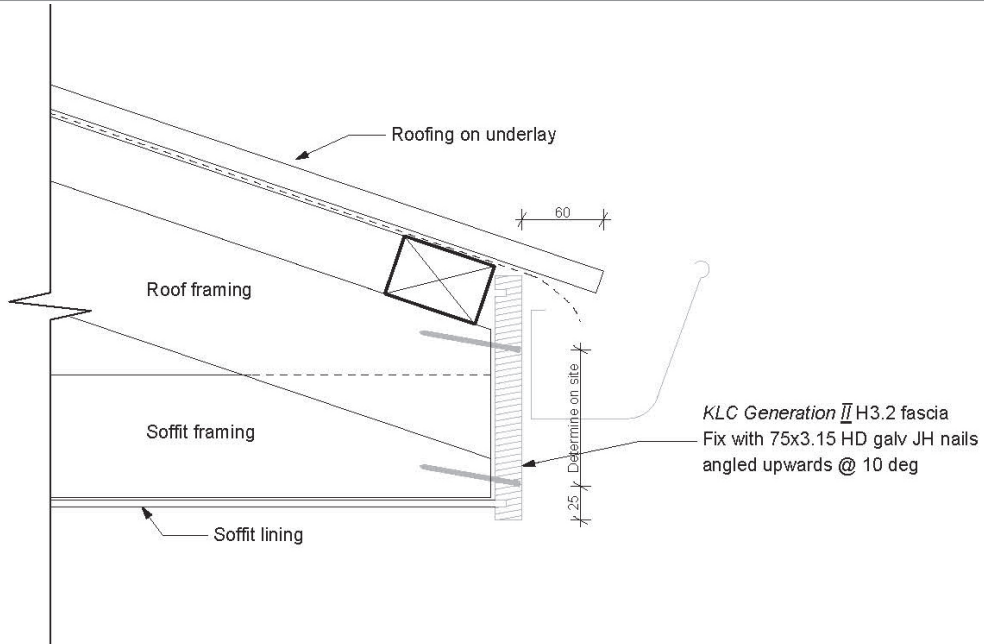 Roofing on underlay
60
Roof framing
Determine on site
KLC Generation II H3.2 fascia
Fix with 75x3.15 HD galv JH nails
angled upwards @ 10 deg
Soffit framing
25
Soffit lining